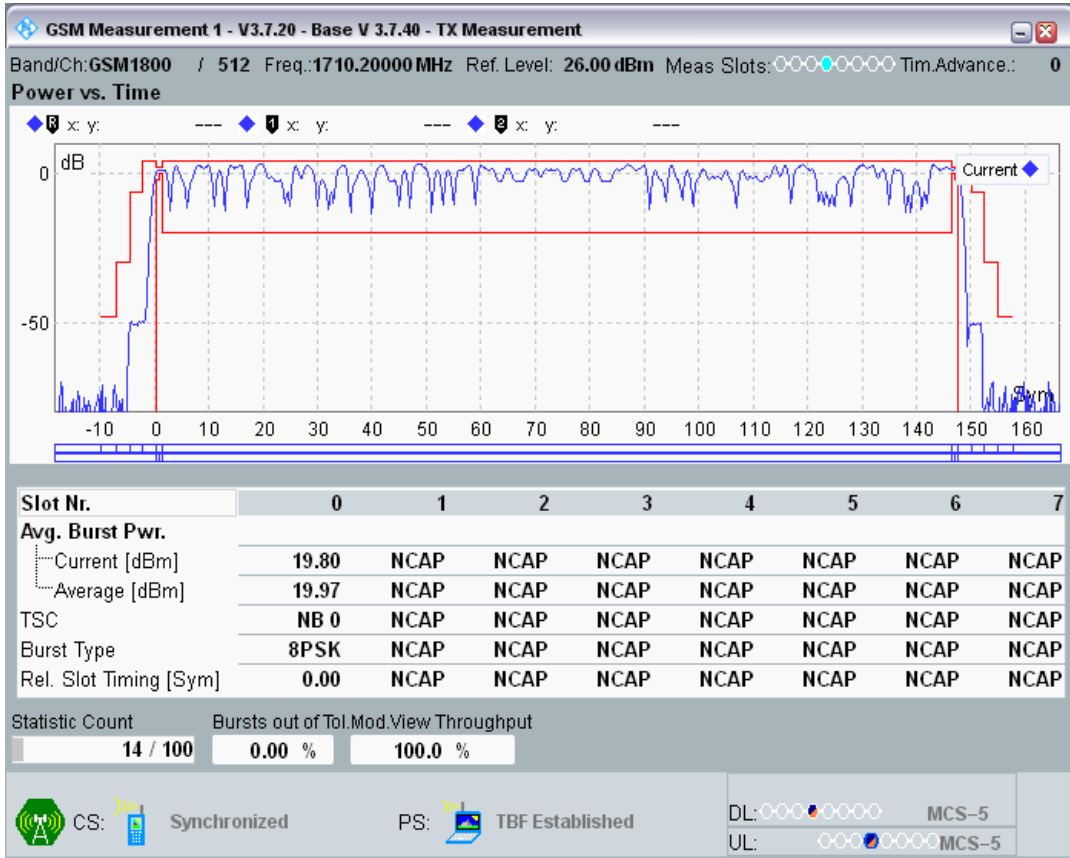 GSM Measurement 1 - V3.7.20 - Base V 3.7.40 - TX Measurement
Band/Ch:GSM1800 / 512 Freq.:1710.20000 MHz Ref. Level: 26.00 dBm Meas Slots: Tim.Advance.: 0
Power vs. Time
R x: y: --- 1 x: y: --- 2 x: y: ---
dB
Current
0
-50
Sym
-10 0 10 20 30 40 50 60 70 80 90 100 110 120 130 140 150 160
Slot Nr. 0 1 2 3 4 5 6 7
Avg. Burst Pwr.
Current [dBm] 19.80 NCAP NCAP NCAP NCAP NCAP NCAP NCAP
Average [dBm] 19.97 NCAP NCAP NCAP NCAP NCAP NCAP NCAP
TSC NB 0 NCAP NCAP NCAP NCAP NCAP NCAP NCAP
Burst Type 8PSK NCAP NCAP NCAP NCAP NCAP NCAP NCAP
Rel. Slot Timing [Sym] 0.00 NCAP NCAP NCAP NCAP NCAP NCAP NCAP
Statistic Count Bursts out of Tol.Mod.View Throughput
14 / 100 0.00 % 100.0 %
CS: Synchronized PS: TBF Established
DL: MCS-5
UL: MCS-5